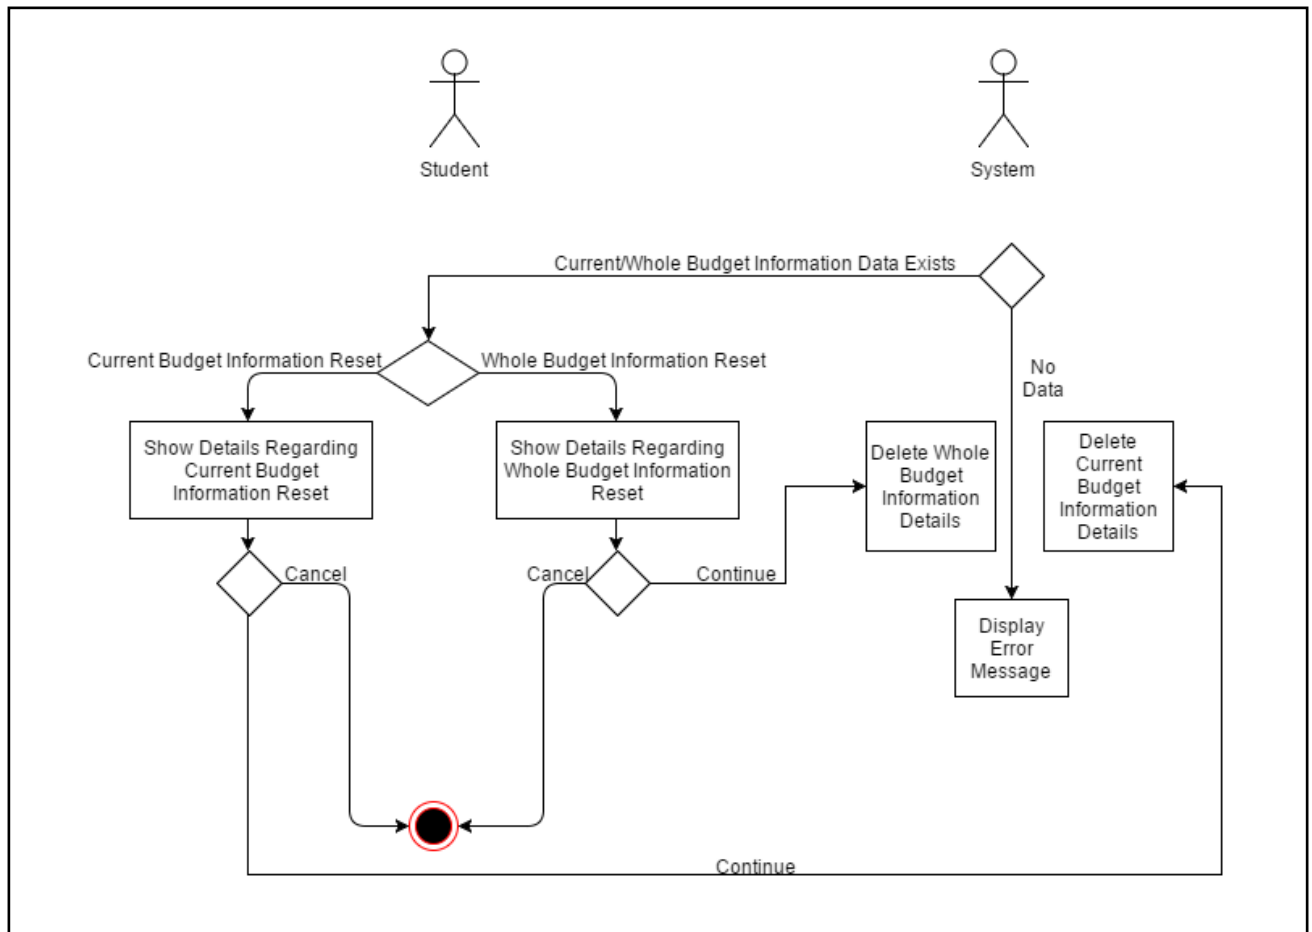 Student
System
Current/Whole Budget Information Data Exists
Current Budget Information Reset
Whole Budget Information Reset
No
Data
Show Details Regarding
Current Budget
Information Reset
Show Details Regarding
Whole Budget Information
Reset
Delete Whole
Budget
Information
Details
Delete
Current
Budget
Information
Details
Cancel
Cancel
Continue
Display
Error
Message
Continue